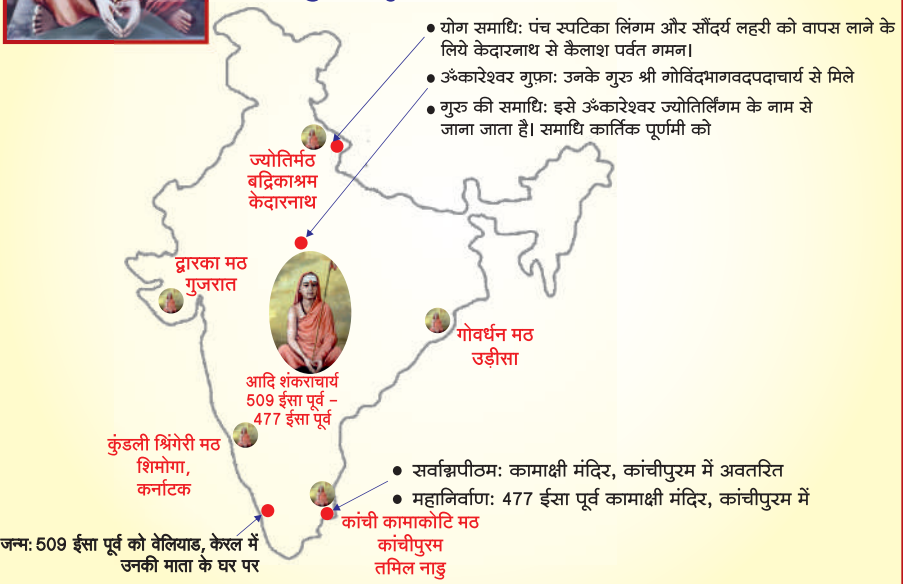 • योग समाधि: पंच स्पटिका लिंगम और सौंदर्य लहरी को वापस लाने के
लिये केदारनाथ से कैलाश पर्वत गमन।
• ॐकारेश्वर गुफ़ा: उनके गुरु श्री गोविंदभागवदपदाचार्य से मिले
• गुरु की समाधि: इसे ॐकारेश्वर ज्योतिर्लिंगम के नाम से
जाना जाता है। समाधि कार्तिक पूर्णमी को
ज्योतिर्मठ
बद्रिकाश्रम
केदारनाथ
द्वारका मठ
गुजरात
गोवर्धन मठ
उड़ीसा
आदि शंकराचार्य
509 ईसा पूर्व –
477 ईसा पूर्व
कुंडली श्रिंगेरी मठ
शिमोगा,
कर्नाटक
• सर्वाज्ञपीठम: कामाक्षी मंदिर, कांचीपुरम में अवतरित
• महानिर्वाण: 477 ईसा पूर्व कामाक्षी मंदिर, कांचीपुरम में
कांची कामाकोटि मठ
कांचीपुरम
तमिल नाडु
जन्म: 509 ईसा पूर्व को वेलियाड, केरल में
उनकी माता के घर पर